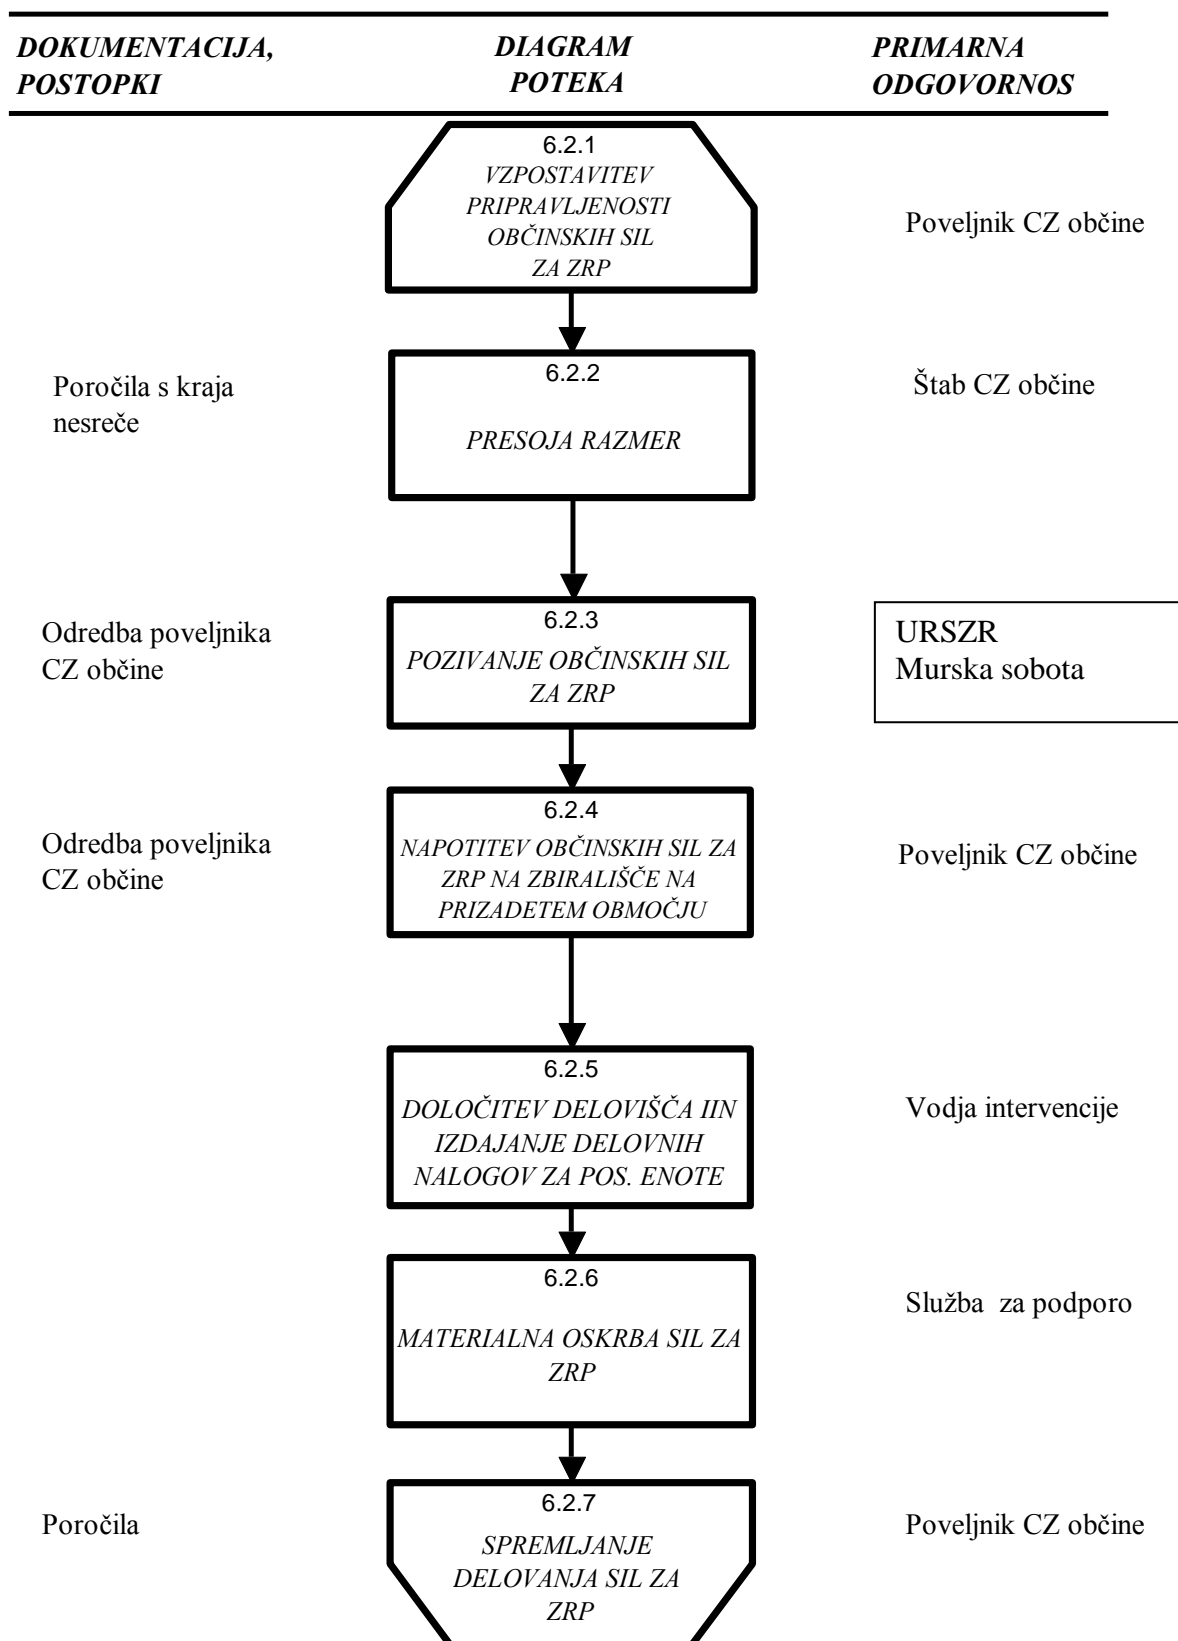 DOKUMENTACIJA,
POSTOPKI
DIAGRAM
POTEKA
PRIMARNA
ODGOVORNOS
6.2.1
VZPOSTAVITEV
PRIPRAVLJENOSTI
OBČINSKIH SIL
ZA ZRP
Poveljnik CZ občine
Poročila s kraja
nesreče
6.2.2
PRESOJA RAZMER
Štab CZ občine
Odredba poveljnika
CZ občine
6.2.3
POZIVANJE OBČINSKIH SIL
ZA ZRP
URSZR
Murska sobota
Odredba poveljnika
CZ občine
6.2.4
NAPOTITEV OBČINSKIH SIL ZA
ZRP NA ZBIRALIŠČE NA
PRIZADETEM OBMOČJU
Poveljnik CZ občine
6.2.5
DOLOČITEV DELOVIŠČA IIN
IZDAJANJE DELOVNIH
NALOGOV ZA POS. ENOTE
Vodja intervencije
6.2.6
MATERIALNA OSKRBA SIL ZA
ZRP
Služba za podporo
Poročila
6.2.7
SPREMLJANJE
DELOVANJA SIL ZA
ZRP
Poveljnik CZ občine